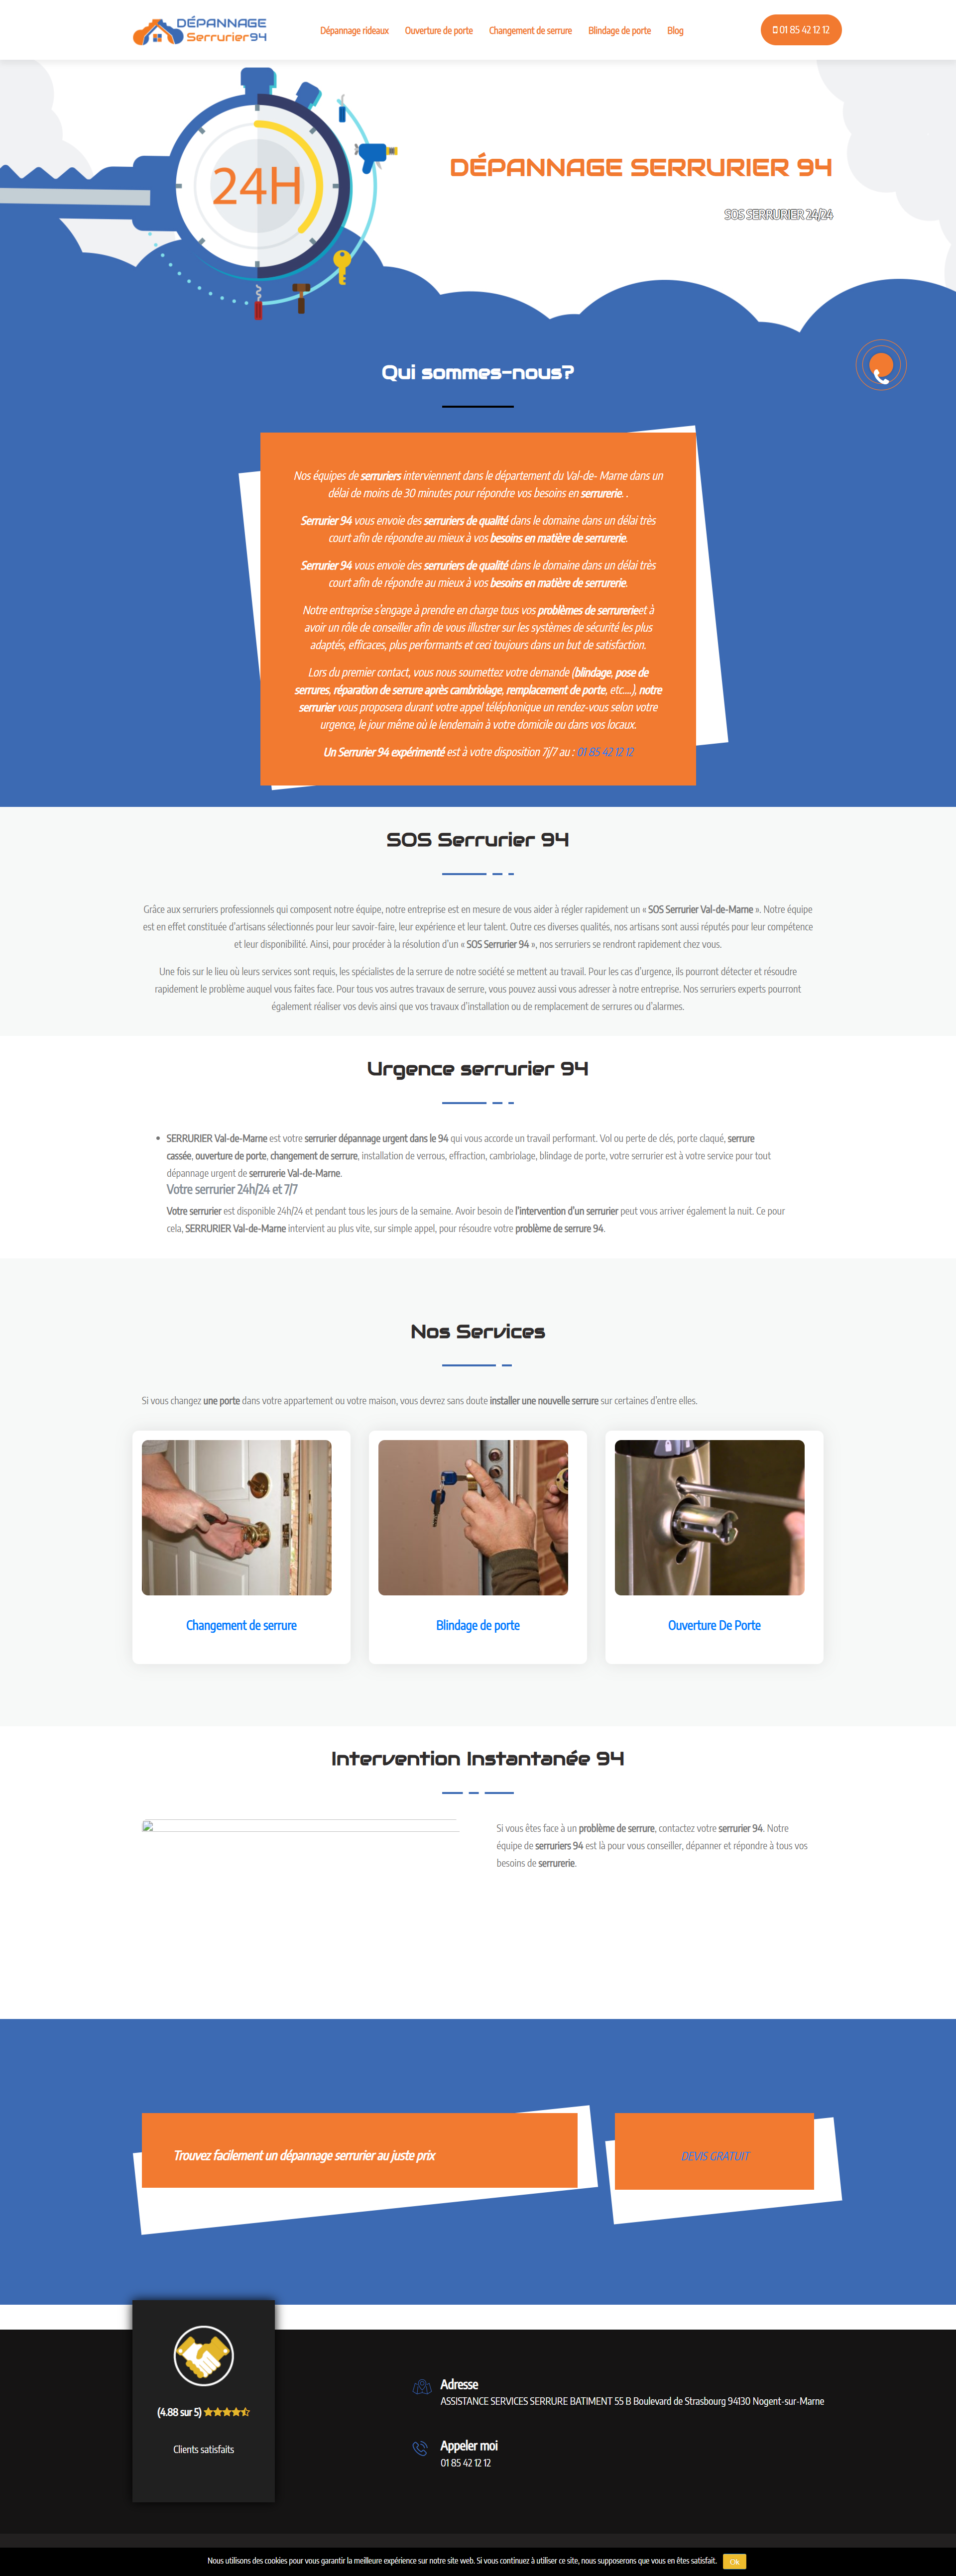 DÉPANNAGE
Serrurier94
Dépannage rideaux
Ouverture de porte
Changement de serrure
Blindage de porte
Blog
01 85 42 12 12
24H
DÉPANNAGE SERRURIER 94
SOS SERRURIER 24/24
Qui sommes-nous?
Nos équipes de serruriers interviennent dans le département du Val-de- Marne dans un
délai de moins de 30 minutes pour répondre vos besoins en serrurerie. .
Serrurier 94 vous envoie des serruriers de qualité dans le domaine dans un délai très
court afin de répondre au mieux à vos besoins en matière de serrurerie.
Serrurier 94 vous envoie des serruriers de qualité dans le domaine dans un délai très
court afin de répondre au mieux à vos besoins en matière de serrurerie.
Notre entreprise s'engage à prendre en charge tous vos problèmes de serrurerieet à
avoir un rôle de conseiller afin de vous illustrer sur les systèmes de sécurité les plus
adaptés, efficaces, plus performants et ceci toujours dans un but de satisfaction.
Lors du premier contact, vous nous soumettez votre demande (blindage, pose de
serrures, réparation de serrure après cambriolage, remplacement de porte, etc....), notre
serrurier vous proposera durant votre appel téléphonique un rendez-vous selon votre
urgence, le jour même où le lendemain à votre domicile ou dans vos locaux.
Un Serrurier 94 expérimenté est à votre disposition 7j/7 au : 01 85 42 12 12
SOS Serrurier 94
Grâce aux serruriers professionnels qui composent notre équipe, notre entreprise est en mesure de vous aider à régler rapidement un « SOS Serrurier Val-de-Marne ». Notre équipe
est en effet constituée d'artisans sélectionnés pour leur savoir-faire, leur expérience et leur talent. Outre ces diverses qualités, nos artisans sont aussi réputés pour leur compétence
et leur disponibilité. Ainsi, pour procéder à la résolution d'un « SOS Serrurier 94 », nos serruriers se rendront rapidement chez vous.
Une fois sur le lieu où leurs services sont requis, les spécialistes de la serrure de notre société se mettent au travail. Pour les cas d'urgence, ils pourront détecter et résoudre
rapidement le problème auquel vous faites face. Pour tous vos autres travaux de serrure, vous pouvez aussi vous adresser à notre entreprise. Nos serruriers experts pourront
également réaliser vos devis ainsi que vos travaux d'installation ou de remplacement de serrures ou d'alarmes.
Urgence serrurier 94
• SERRURIER Val-de-Marne est votre serrurier dépannage urgent dans le 94 qui vous accorde un travail performant. Vol ou perte de clés, porte claqué, serrure
cassée, ouverture de porte, changement de serrure, installation de verrous, effraction, cambriolage, blindage de porte, votre serrurier est à votre service pour tout
dépannage urgent de serrurerie Val-de-Marne.
Votre serrurier 24h/24 et 7/7
Votre serrurier est disponible 24h/24 et pendant tous les jours de la semaine. Avoir besoin de l'intervention d'un serrurier peut vous arriver également la nuit. Ce pour
cela, SERRURIER Val-de-Marne intervient au plus vite, sur simple appel, pour résoudre votre problème de serrure 94.
Nos Services
Si vous changez une porte dans votre appartement ou votre maison, vous devrez sans doute installer une nouvelle serrure sur certaines d'entre elles.
Changement de serrure
Blindage de porte
Ouverture De Porte
Intervention Instantanée 94
Si vous êtes face à un problème de serrure, contactez votre serrurier 94. Notre
équipe de serruriers 94 est là pour vous conseiller, dépanner et répondre à tous vos
besoins de serrurerie.
Trouvez facilement un dépannage serrurier au juste prix
DEVIS GRATUIT
(4.88 sur 5)
Clients satisfaits
Adresse
ASSISTANCE SERVICES SERRURE BATIMENT 55 B Boulevard de Strasbourg 94130 Nogent-sur-Marne
Appeler moi
01 85 42 12 12
Nous utilisons des cookies pour vous garantir la meilleure expérience sur notre site web. Si vous continuez à utiliser ce site, nous supposerons que vous en êtes satisfait.
Ok